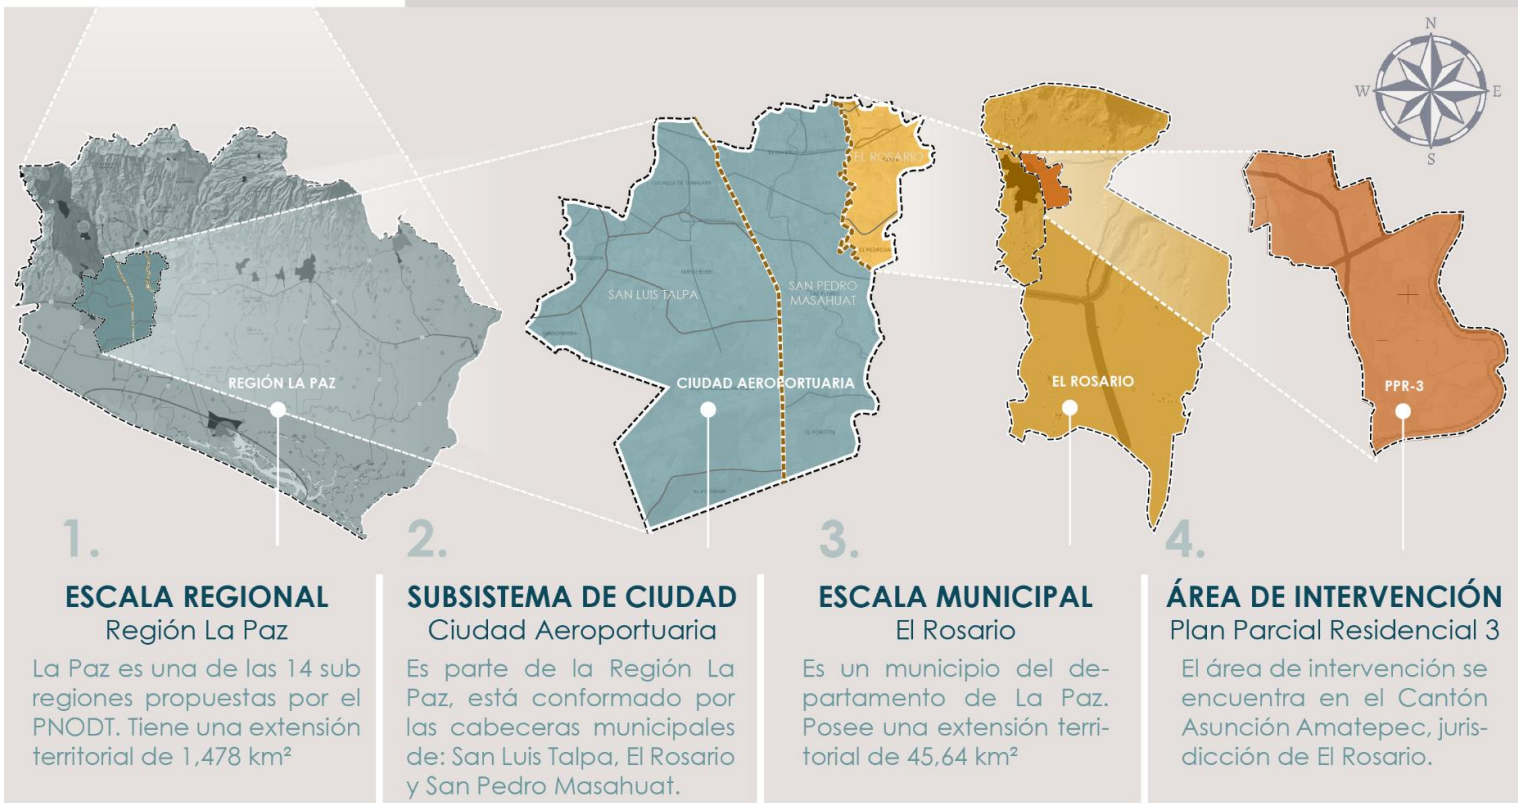 N
W
E
S
EL ROSARIO
SAN LUIS TALPA
SAN PEDRO
MASAHUAT
REGIÓN LA PAZ
CIUDAD AEROPORTUARIA
EL ROSARIO
PPR-3
1.
ESCALA REGIONAL
Región La Paz
La Paz es una de las 14 sub
regiones propuestas por el
PNODT. Tiene una extensión
territorial de 1,478 km²
2.
SUBSISTEMA DE CIUDAD
Ciudad Aeroportuaria
Es parte de la Región La
Paz, está conformado por
las cabeceras municipales
de: San Luis Talpa, El Rosario
y San Pedro Masahuat.
3.
ESCALA MUNICIPAL
El Rosario
Es un municipio del de-
partamento de La Paz.
Posee una extensión terri-
torial de 45,64 km²
4.
ÁREA DE INTERVENCIÓN
Plan Parcial Residencial 3
El área de intervención se
encuentra en el Cantón
Asunción Amatepec, juris-
dicción de El Rosario.